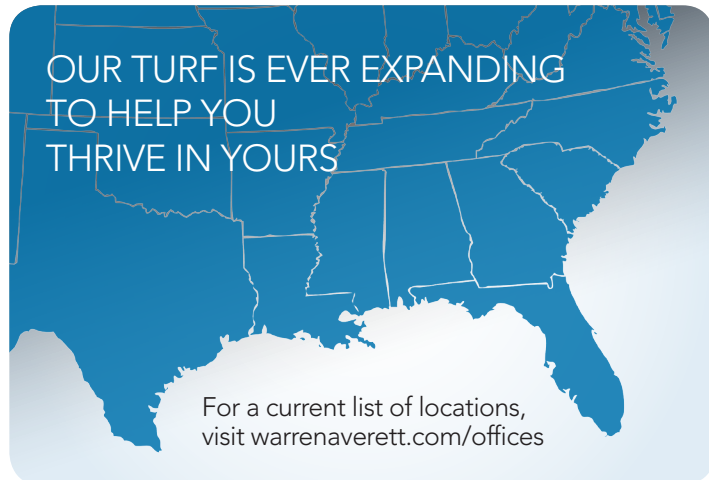 OUR TURF IS EVER EXPANDING
TO HELP YOU
THRIVE IN YOURS
For a current list of locations,
visit warrenaverett.com/offices